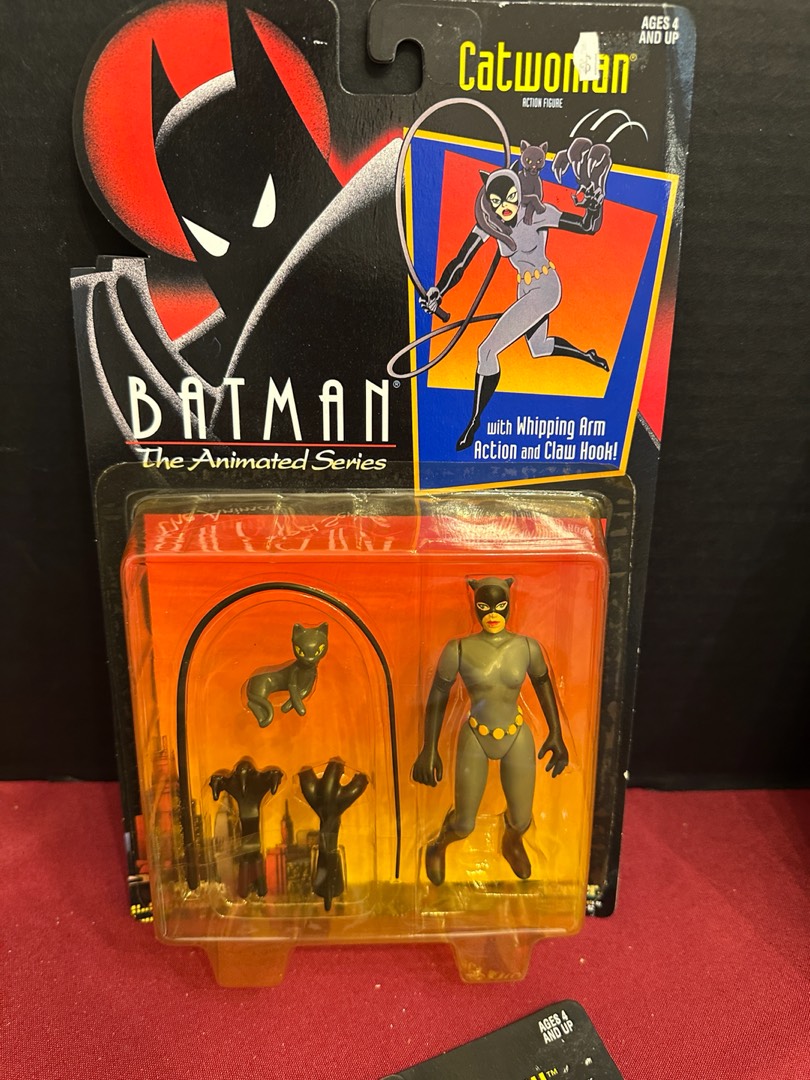 AGES 4
AND UP
Catwoman®
ACTION FIGURE
BATMAN®
The Animated Series
with Whipping Arm
Action and Claw Hook!
AGES 4
AND UP